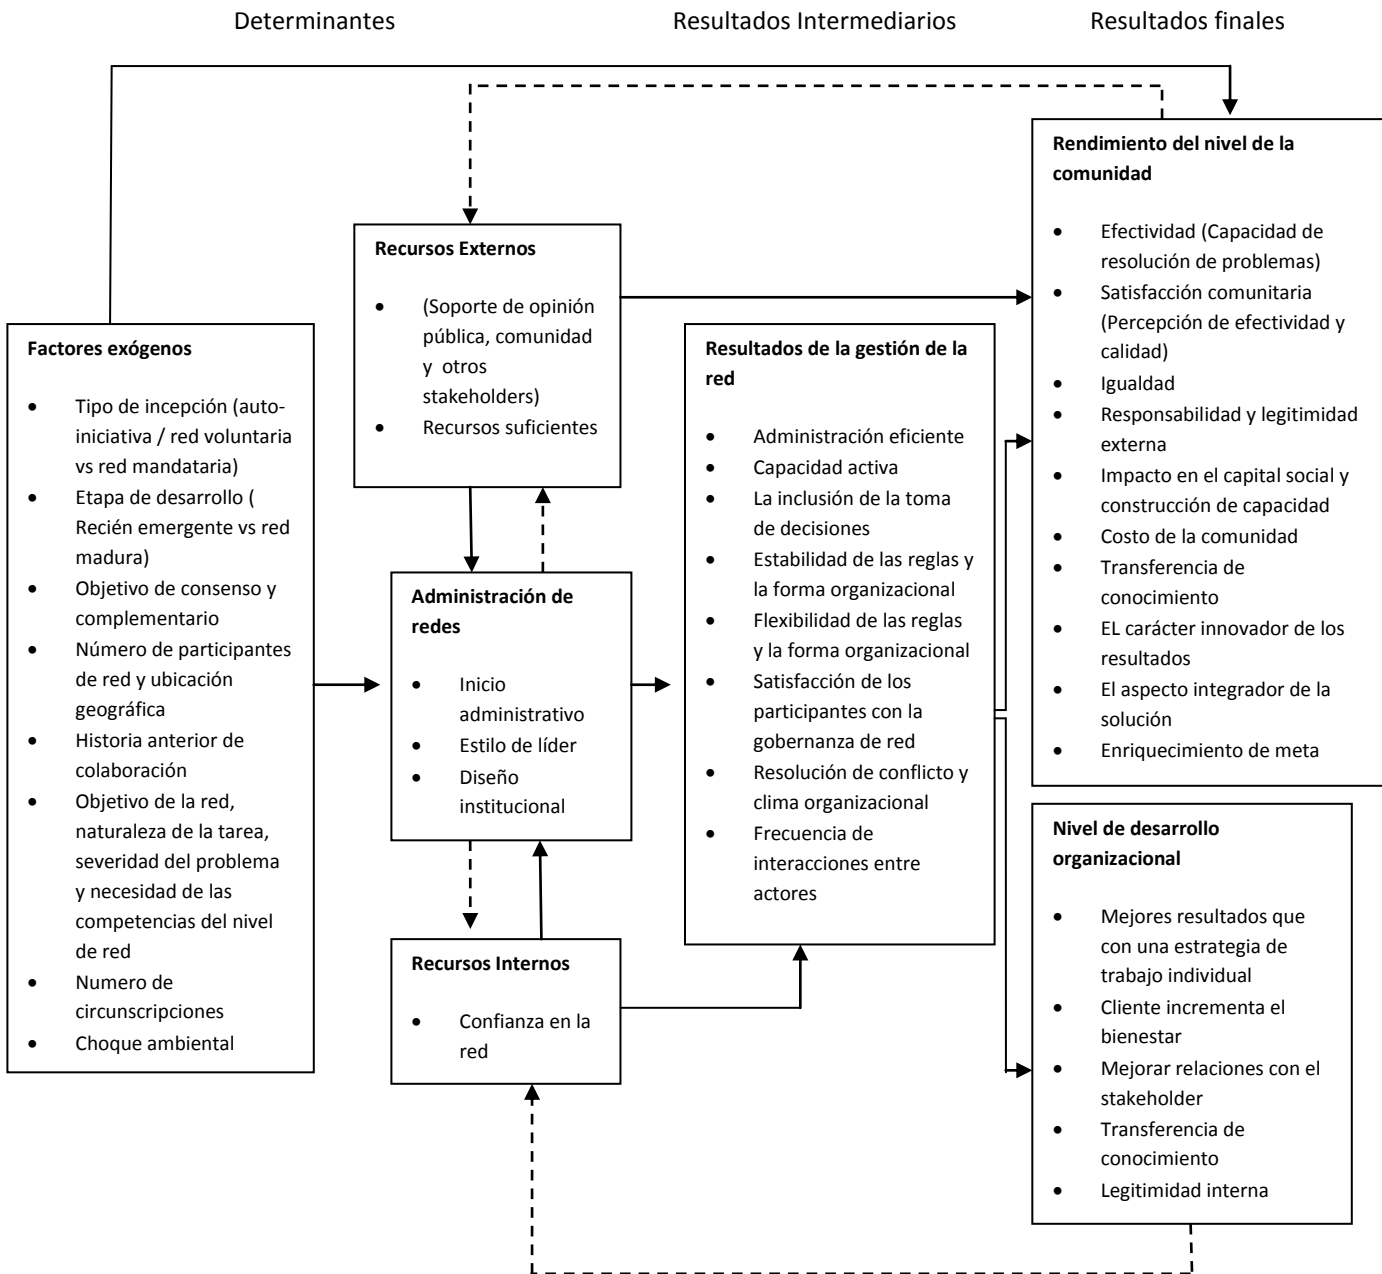 Determinantes
Resultados Intermediarios
Resultados finales
Factores exógenos
• Tipo de incepción (auto-
iniciativa / red voluntaria
vs red mandataria)
• Etapa de desarrollo (
Recién emergente vs red
madura)
• Objetivo de consenso y
complementario
• Número de participantes
de red y ubicación
geográfica
• Historia anterior de
colaboración
• Objetivo de la red,
naturaleza de la tarea,
severidad del problema
y necesidad de las
competencias del nivel
de red
• Numero de
circunscripciones
• Choque ambiental
Recursos Externos
• (Soporte de opinión
pública, comunidad
y otros
stakeholders)
• Recursos suficientes
Administración de
redes
• Inicio
administrativo
• Estilo de líder
• Diseño
institucional
Recursos Internos
• Confianza en la
red
Resultados de la gestión de la
red
• Administración eficiente
• Capacidad activa
• La inclusión de la toma
de decisiones
• Estabilidad de las reglas y
la forma organizacional
• Flexibilidad de las reglas
y la forma organizacional
• Satisfacción de los
participantes con la
gobernanza de red
• Resolución de conflicto y
clima organizacional
• Frecuencia de
interacciones entre
actores
Rendimiento del nivel de la
comunidad
• Efectividad (Capacidad de
resolución de problemas)
• Satisfacción comunitaria
(Percepción de efectividad y
calidad)
• Igualdad
• Responsabilidad y legitimidad
externa
• Impacto en el capital social y
construcción de capacidad
• Costo de la comunidad
• Transferencia de
conocimiento
• EL carácter innovador de los
resultados
• El aspecto integrador de la
solución
• Enriquecimiento de meta
Nivel de desarrollo
organizacional
• Mejores resultados que
con una estrategia de
trabajo individual
• Cliente incrementa el
bienestar
• Mejorar relaciones con el
stakeholder
• Transferencia de
conocimiento
• Legitimidad interna